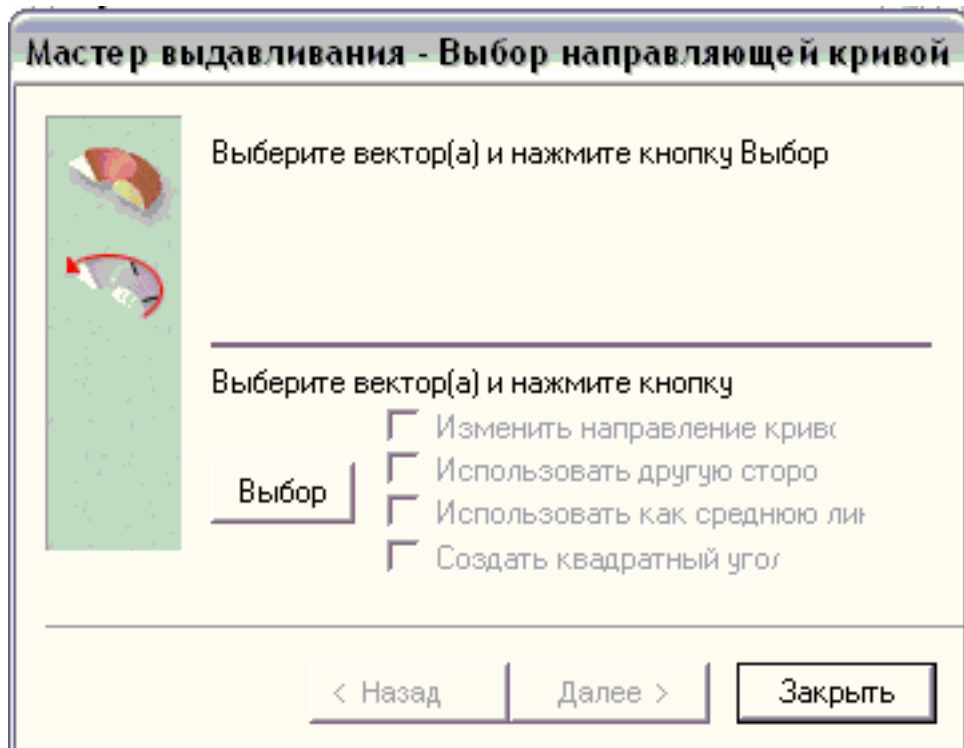 Мастер выдавливания - Выбор направляющей кривой
Выберите вектор(а) и нажмите кнопку Выбор
Выберите вектор(а) и нажмите кнопку
Изменить направление криво
Использовать другую сторо
Выбор
Использовать как среднюю лин
Создать квадратный угол
< Назад
Далее >
Закрыть